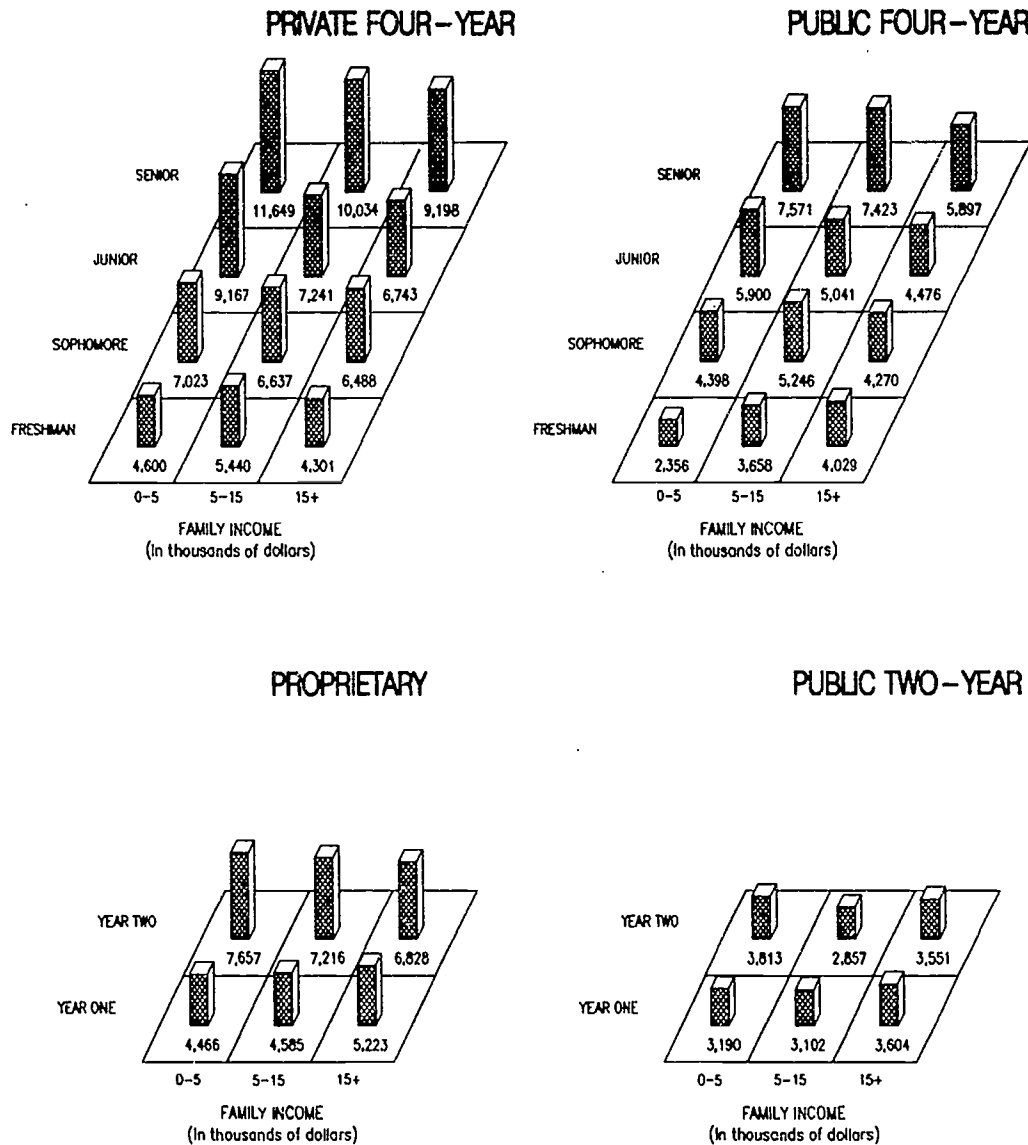 PRIVATE FOUR-YEAR
SENIOR
11,649 10,034 9,198
JUNIOR
9,167 7,241 6,743
SOPHOMORE
7,023 6,637 6,488
FRESHMAN
4,600 5,440 4,301
0-5 5-15 15+
FAMILY INCOME
(In thousands of dollars)
PUBLIC FOUR-YEAR
SENIOR
7,571 7,423 5,897
JUNIOR
5,900 5,041 4,476
SOPHOMORE
4,398 5,246 4,270
FRESHMAN
2,356 3,658 4,029
0-5 5-15 15+
FAMILY INCOME
(In thousands of dollars)
PROPRIETARY
YEAR TWO
7,657 7,216 6,828
YEAR ONE
4,466 4,585 5,223
0-5 5-15 15+
FAMILY INCOME
(In thousands of dollars)
PUBLIC TWO-YEAR
YEAR TWO
3,813 2,857 3,551
YEAR ONE
3,190 3,102 3,604
0-5 5-15 15+
FAMILY INCOME
(In thousands of dollars)